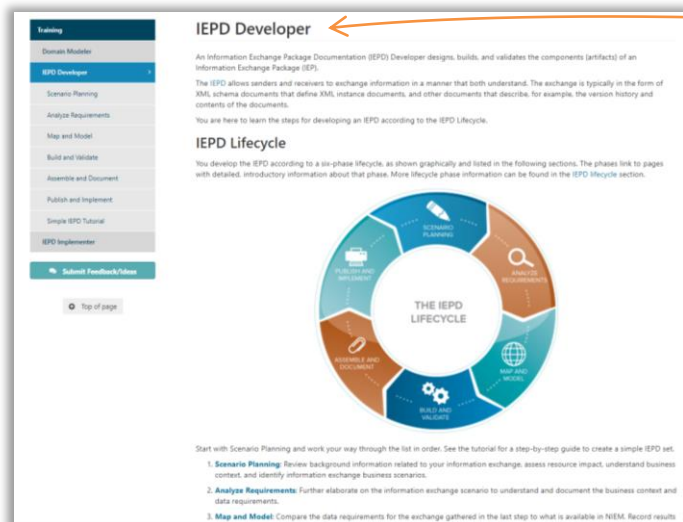 Training
Domain Modeler
IEPD Developer
Scenario Planning
Analyze Requirements
Map and Model
Build and Validate
Assemble and Document
Publish and Implement
Simple IEPD Tutorial
IEPD Implementer
Submit Feedback/Ideas
Top of page
IEPD Developer
An Information Exchange Package Documentation (IEPD) Developer designs, builds, and validates the components (artifacts) of an
Information Exchange Package (IEP).
The IEPD allows senders and receivers to exchange information in a manner that both understand. The exchange is typically in the form of
XML schema documents that define XML instance documents, and other documents that describe, for example, the version history and
contents of the documents.
You are here to learn the steps for developing an IEPD according to the IEPD Lifecycle.
IEPD Lifecycle
You develop the IEPD according to a six-phase lifecycle, as shown graphically and listed in the following sections. The phases link to pages
with detailed, introductory information about that phase. More lifecycle phase information can be found in the IEPD lifecycle section.
SCENARIO
PLANNING
ANALYZE
REQUIREMENTS
MAP AND
MODEL
BUILD AND
VALIDATE
ASSEMBLE AND
DOCUMENT
PUBLISH AND
IMPLEMENT
THE IEPD
LIFECYCLE
Start with Scenario Planning and work your way through the list in order. See the tutorial for a step-by-step guide to create a simple IEPD set.
1. Scenario Planning: Review background information related to your information exchange, assess resource impact, understand business
context, and identify information exchange business scenarios.
2. Analyze Requirements: Further elaborate on the information exchange scenario to understand and document the business context and
data requirements.
3. Map and Model: Compare the data requirements for the exchange gathered in the last step to what is available in NIEM. Record results